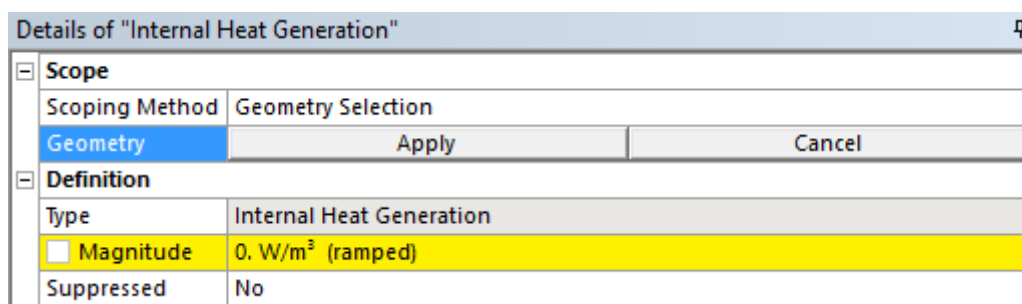 Details of "Internal Heat Generation"
Scope
Scoping Method Geometry Selection
Geometry Apply Cancel
Definition
Type Internal Heat Generation
Magnitude 0. W/m³ (ramped)
Suppressed No